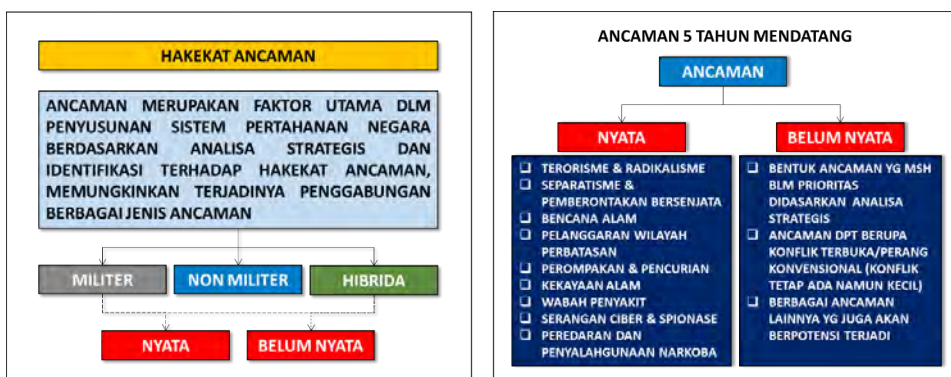 HAKEKAT ANCAMAN
ANCAMAN MERUPAKAN FAKTOR UTAMA DLM
PENYUSUNAN SISTEM PERTAHANAN NEGARA
BERDASARKAN ANALISA STRATEGIS DAN
IDENTIFIKASI TERHADAP HAKEKAT ANCAMAN,
MEMUNGKINKAN TERJADINYA PENGGABUNGAN
BERBAGAI JENIS ANCAMAN
MILITER
NON MILITER
HIBRIDA
NYATA
BELUM NYATA
ANCAMAN 5 TAHUN MENDATANG
ANCAMAN
NYATA
❑ TERORISME & RADIKALISME
❑ SEPARATISME &
❑ PEMBERONTAKAN BERSENJATA
❑ BENCANA ALAM
❑ PELANGGARAN WILAYAH
PERBATASAN
❑ PEROMPAKAN & PENCURIAN
❑ KEKAYAAN ALAM
❑ WABAH PENYAKIT
❑ SERANGAN CIBER & SPIONASE
❑ PEREDARAN DAN
PENYALAHGUNAAN NARKOBA
BELUM NYATA
❑ BENTUK ANCAMAN YG MSH
BLM PRIORITAS
DIDASARKAN ANALISA
STRATEGIS
❑ ANCAMAN DPT BERUPA
KONFLIK TERBUKA/PERANG
KONVENSIONAL (KONFLIK
TETAP ADA NAMUN KECIL)
❑ BERBAGAI ANCAMAN
LAINNYA YG JUGA AKAN
BERPOTENSI TERJADI